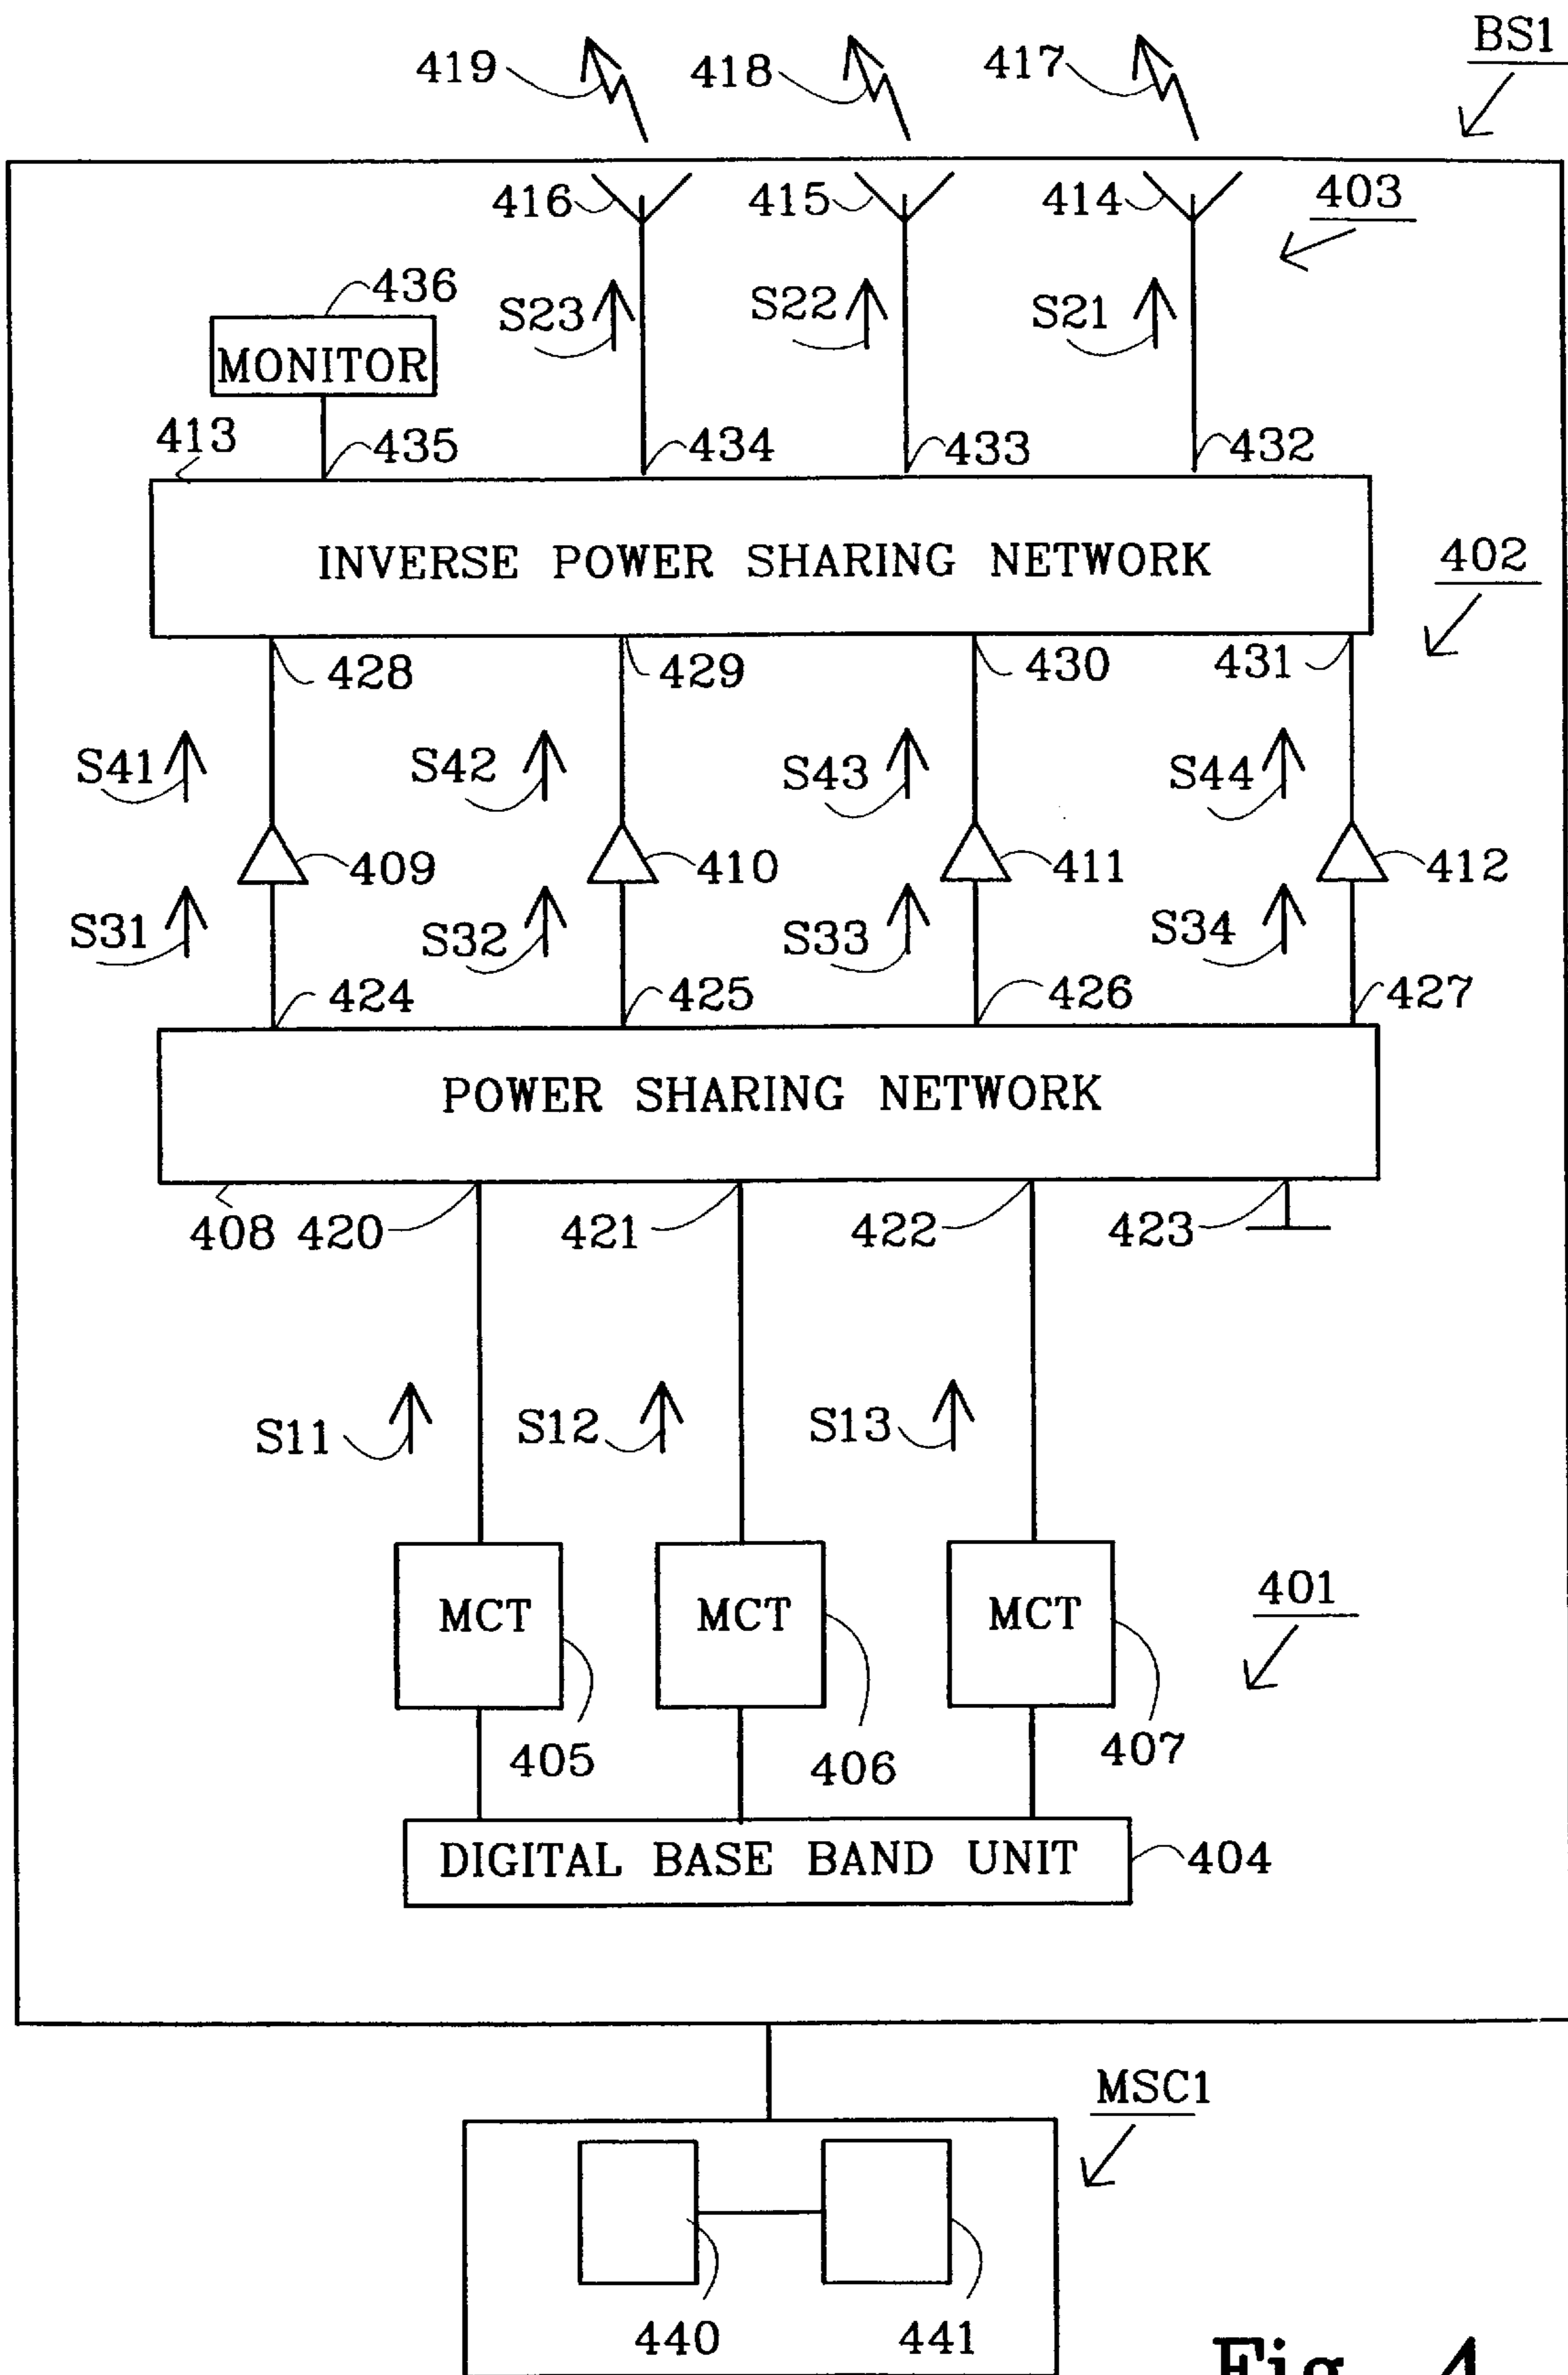 BS1
419 418 417
416 415 414 403
S23 S22 S21
436
MONITOR
413 435 434 433 432
INVERSE POWER SHARING NETWORK
402
428 429 430 431
S41 S42 S43 S44
409 410 411 412
S31 S32 S33 S34
424 425 426 427
POWER SHARING NETWORK
408 420 421 422 423
S11 S12 S13
MCT MCT MCT
401
405 406 407
DIGITAL BASE BAND UNIT 404
MSC1
440 441
Fig. 4